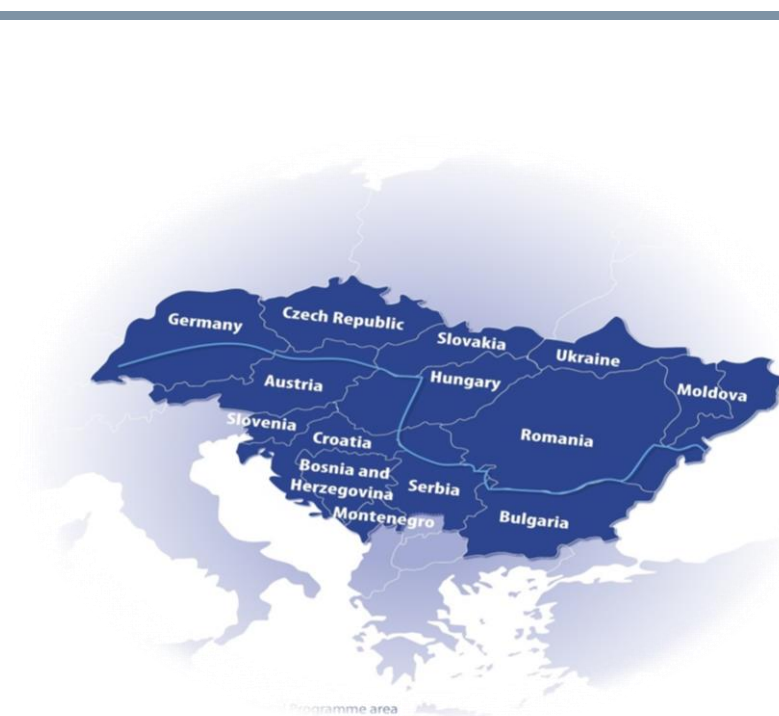 Germany
Czech Republic
Slovakia
Ukraine
Austria
Hungary
Moldova
Slovenia
Croatia
Romania
Bosnia and
Herzegovina
Serbia
Montenegro
Bulgaria
Programme area